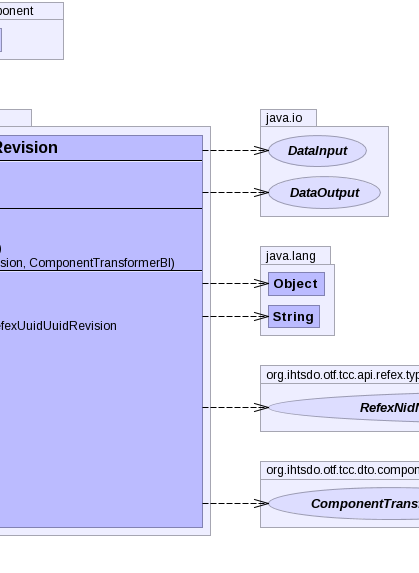 ponent
java.io
Revision
DataInput
DataOutput
)
sion, ComponentTransformerBI)
java.lang
Object
String
efexUuidUuidRevision
org.ihtsdo.otf.tcc.api.refex.typ
RefexNidN
org.ihtsdo.otf.tcc.dto.compon
ComponentTransf